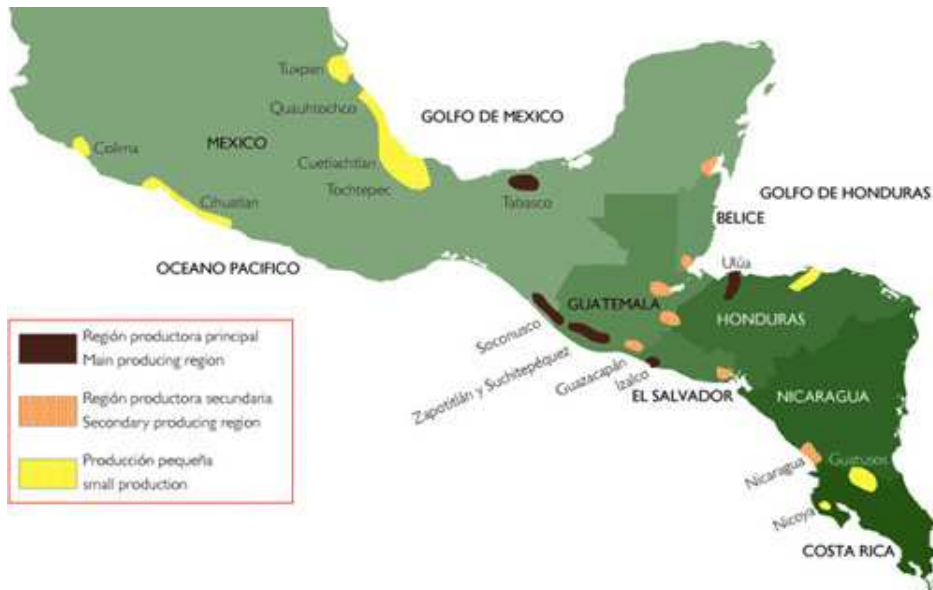 Tuxpan
Quauhtochco
GOLFO DE MEXICO
MEXICO
Colima
Cuetlachtlan
Tochtepec
Cihuatlan
Tabasco
GOLFO DE HONDURAS
BELICE
OCEANO PACIFICO
Ulúa
GUATEMALA
HONDURAS
Soconusco
Zapotitlán y Suchitepéquez
Guazacapán
Izalco
EL SALVADOR
NICARAGUA
Nicaragua
Guatusos
Nicoya
COSTA RICA
Región productora principal
Main producing region
Región productora secundaria
Secondary producing region
Producción pequeña
small production